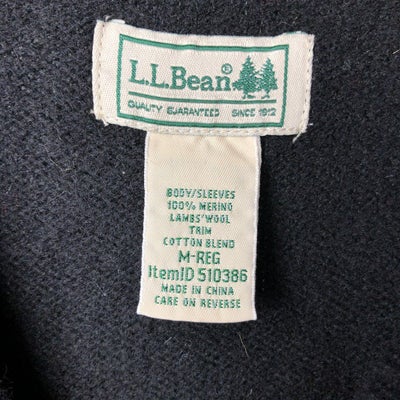 L.L.Bean®
QUALITY GUARANTEED SINCE 1912
BODY/SLEEVES
100% MERINO
LAMBS' WOOL
TRIM
COTTON BLEND
M-REG
ItemID 510386
MADE IN CHINA
CARE ON REVERSE